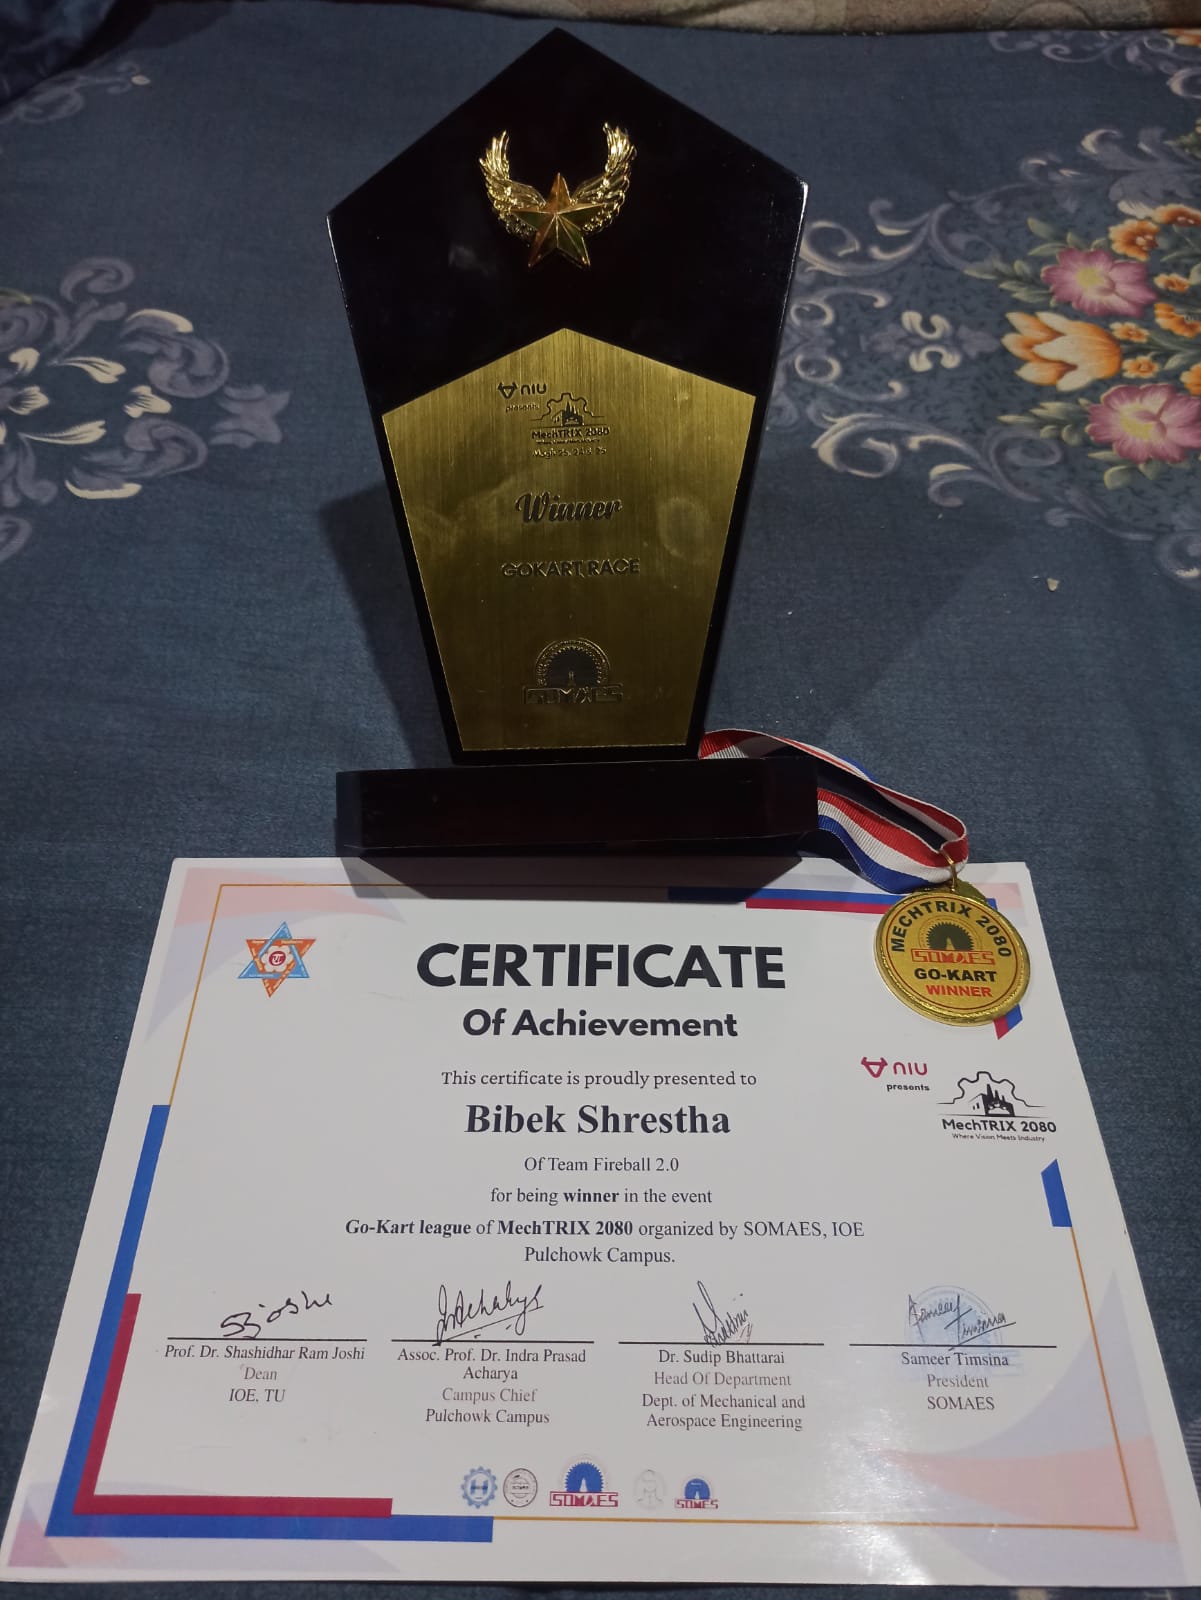 NIU
presents
MechTRIX 2080
Winner
GOKART RACE
SOMAES
MECHTRIX 2080
SOMAES
GO-KART
WINNER
CERTIFICATE
Of Achievement
NIU
presents
MechTRIX 2080
Where Vision Meets Industry
This certificate is proudly presented to
Bibek Shrestha
Of Team Fireball 2.0
for being winner in the event
Go-Kart league of MechTRIX 2080 organized by SOMAES, IOE
Pulchowk Campus.
Prof. Dr. Shashidhar Ram Joshi
Dean
IOE, TU
Assoc. Prof. Dr. Indra Prasad
Acharya
Campus Chief
Pulchowk Campus
Dr. Sudip Bhattarai
Head Of Department
Dept. of Mechanical and
Aerospace Engineering
Sameer Timsina
President
SOMAES
SOMAES
SOMES